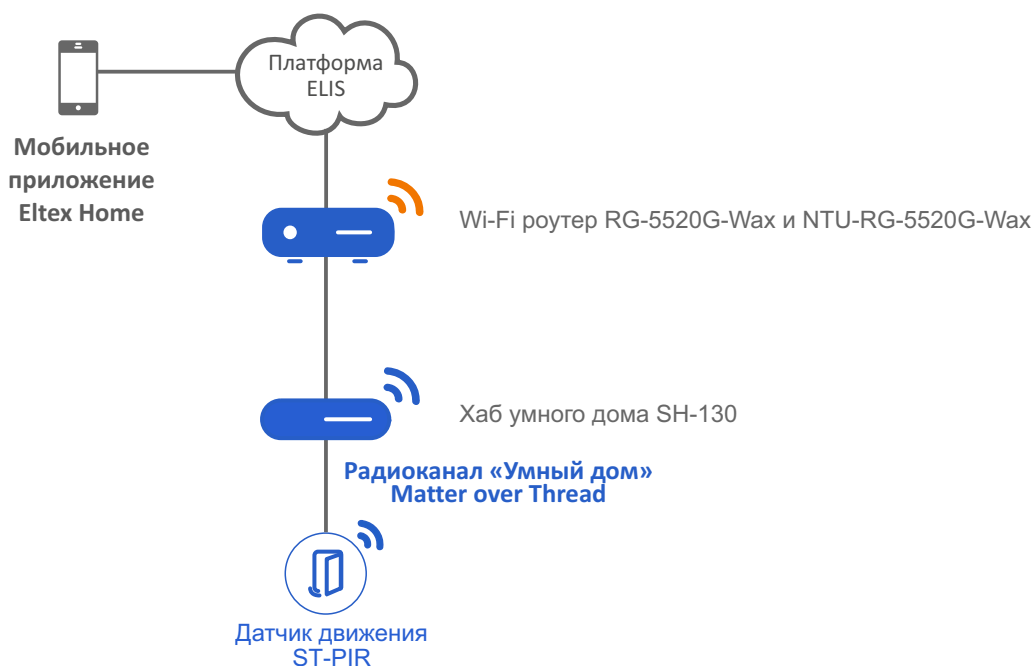 Платформа
ELIS
Мобильное
приложение
Eltex Home
Wi-Fi роутер RG-5520G-Wax и NTU-RG-5520G-Wax
Хаб умного дома SH-130
Радиоканал «Умный дом»
Matter over Thread
Датчик движения
ST-PIR